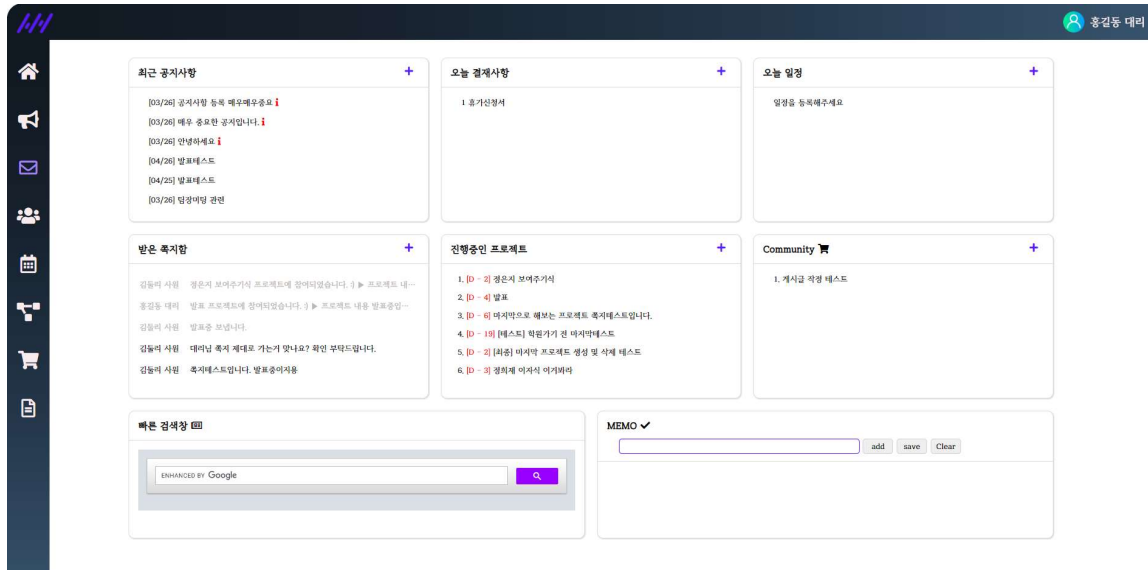 홍길동 대리
최근 공지사항
[03/26] 공지사항 등록 매우매우중요
[03/26] 매우 중요한 공지입니다.
[03/26] 안녕하세요
[04/26] 발표테스트
[04/25] 발표테스트
[03/26] 팀장미팅 관련
오늘 결재사항
1 휴가신청서
오늘 일정
일정을 등록해주세요
받은 쪽지함
김둘리 사원 정은지 보여주기식 프로젝트에 참여되었습니다. :) ▶ 프로젝트 내…
홍길동 대리 발표 프로젝트에 참여되었습니다. :) ▶ 프로젝트 내용 발표중인…
김둘리 사원 발표중 보냅니다.
김둘리 사원 대리님 쪽지 제대로 가는거 맞나요? 확인 부탁드립니다.
김둘리 사원 쪽지테스트입니다. 발표중이지용
진행중인 프로젝트
1. [D - 2] 정은지 보여주기식
2. [D - 4] 발표
3. [D - 6] 마지막으로 해보는 프로젝트 쪽지테스트입니다.
4. [D - 19] [테스트] 학원가기 전 마지막테스트
5. [D - 2] [최종] 마지막 프로젝트 생성 및 삭제 테스트
6. [D - 3] 정희재 이자식 이거봐라
Community
1. 게시글 작성 테스트
빠른 검색창
ENHANCED BY Google
MEMO
add save Clear